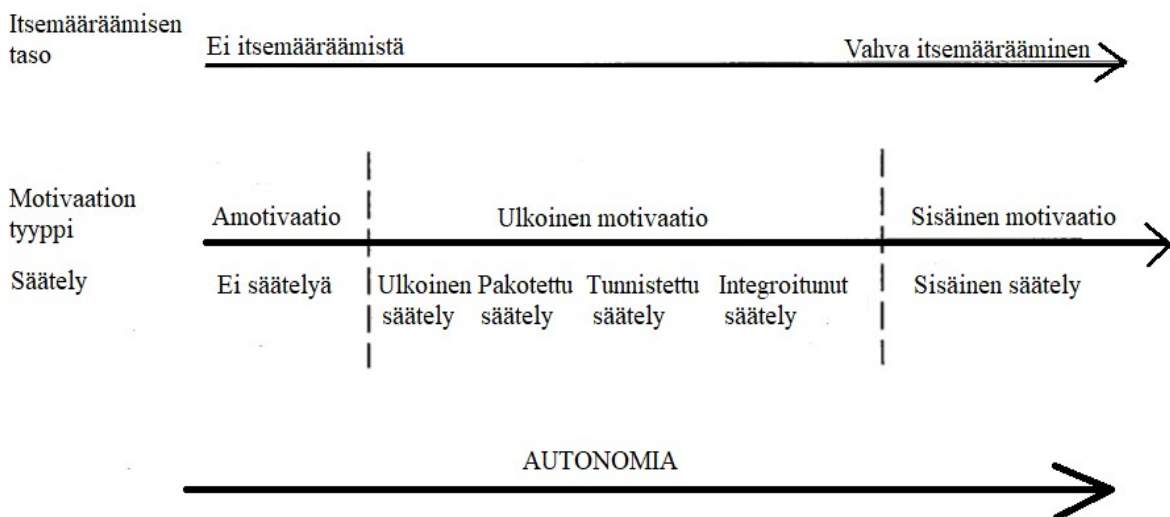 Itsemääräämisen
taso
Ei itsemääräämistä
Vahva itsemäärääminen
Motivaation
tyyppi
Amotivaatio
Ulkoinen motivaatio
Sisäinen motivaatio
Säätely
Ei säätelyä
Ulkoinen säätely
Pakotettu säätely
Tunnistettu säätely
Integroitunut säätely
Sisäinen säätely
AUTONOMIA